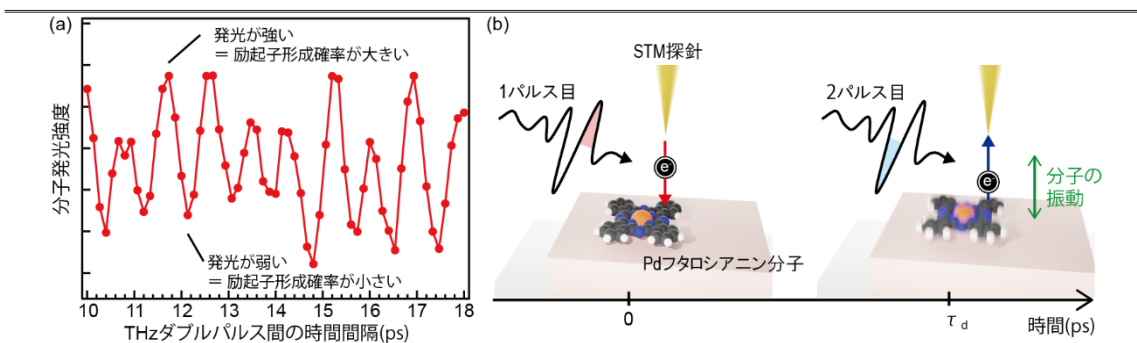 (a)
発光が強い
= 励起子形成確率が大きい
分子発光強度
発光が弱い
= 励起子形成確率が小さい
10 11 12 13 14 15 16 17 18
THzダブルパルス間の時間間隔(ps)
(b)
STM探針
1パルス目
e⁻
Pdフタロシアニン分子
2パルス目
e⁻
分子の
振動
0
τd
時間(ps)